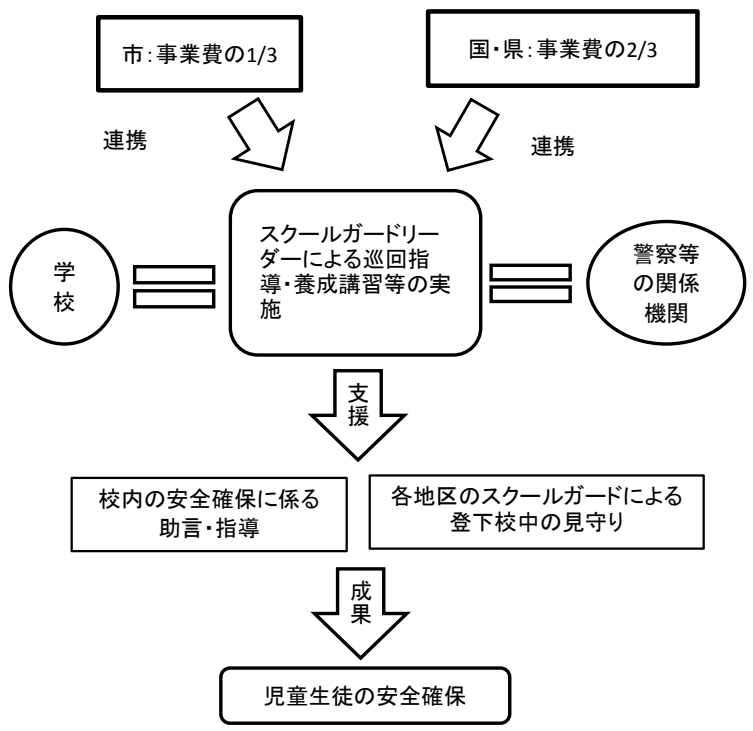 市：事業費の1/3
国・県：事業費の2/3
連携
連携
学
校
スクールガードリー
ダーによる巡回指
導・養成講習等の実
施
警察等
の関係
機関
支
援
校内の安全確保に係る
助言・指導
各地区のスクールガードによる
登下校中の見守り
成
果
児童生徒の安全確保